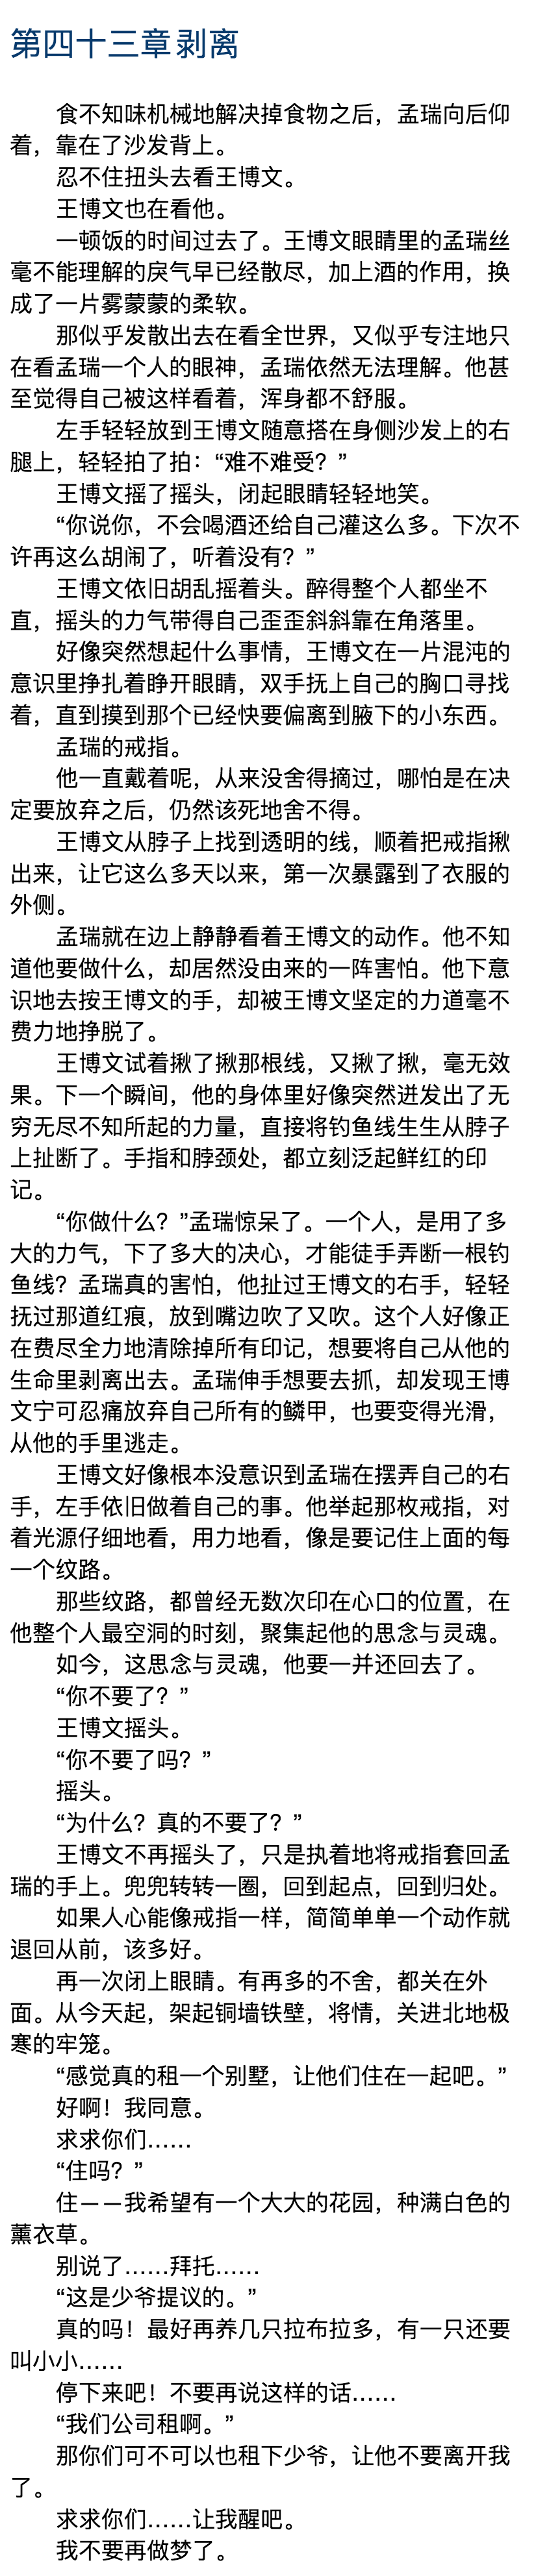 第四十三章剥离
食不知味机械地解决掉食物之后，孟瑞向后仰
着，靠在了沙发背上。
忍不住扭头去看王博文。
王博文也在看他。
一顿饭的时间过去了。王博文眼睛里的孟瑞丝
毫不能理解的戾气早已经散尽，加上酒的作用，换
成了一片雾蒙蒙的柔软。
那似乎发散出去在看全世界，又似乎专注地只
在看孟瑞一个人的眼神，孟瑞依然无法理解。他甚
至觉得自己被这样看着，浑身都不舒服。
左手轻轻放到王博文随意搭在身侧沙发上的右
腿上，轻轻拍了拍：“难不难受？”
王博文摇了摇头，闭起眼睛轻轻地笑。
“你说你，不会喝酒还给自己灌这么多。下次不
许再这么胡闹了，听着没有？”
王博文依旧胡乱摇着头。醉得整个人都坐不
直，摇头的力气带得自己歪歪斜斜靠在角落里。
好像突然想起什么事情，王博文在一片混沌的
意识里挣扎着睁开眼睛，双手抚上自己的胸口寻找
着，直到摸到那个已经快要偏离到腋下的小东西。
孟瑞的戒指。
他一直戴着呢，从来没舍得摘过，哪怕是在决
定要放弃之后，仍然该死地舍不得。
王博文从脖子上找到透明的线，顺着把戒指揪
出来，让它这么多天以来，第一次暴露到了衣服的
外侧。
孟瑞就在边上静静看着王博文的动作。他不知
道他要做什么，却居然没由来的一阵害怕。他下意
识地去按王博文的手，却被王博文坚定的力道毫不
费力地挣脱了。
王博文试着揪了揪那根线，又揪了揪，毫无效
果。下一个瞬间，他的身体里好像突然迸发出了无
穷无尽不知所起的力量，直接将钓鱼线生生从脖子
上扯断了。手指和脖颈处，都立刻泛起鲜红的印
记。
“你做什么？”孟瑞惊呆了。一个人，是用了多
大的力气，下了多大的决心，才能徒手弄断一根钓
鱼线？孟瑞真的害怕，他扯过王博文的右手，轻轻
抚过那道红痕，放到嘴边吹了又吹。这个人好像正
在费尽全力地清除掉所有印记，想要将自己从他的
生命里剥离出去。孟瑞伸手想要去抓，却发现王博
文宁可忍痛放弃自己所有的鳞甲，也要变得光滑，
从他的手里逃走。
王博文好像根本没意识到孟瑞在摆弄自己的右
手，左手依旧做着自己的事。他举起那枚戒指，对
着光源仔细地看，用力地看，像是要记住上面的每
一个纹路。
那些纹路，都曾经无数次印在心口的位置，在
他整个人最空洞的时刻，聚集起他的思念与灵魂。
如今，这思念与灵魂，他要一并还回去了。
“你不要了？”
王博文摇头。
“你不要了吗？”
摇头。
“为什么？真的不要了？”
王博文不再摇头了，只是执着地将戒指套回孟
瑞的手上。兜兜转转一圈，回到起点，回到归处。
如果人心能像戒指一样，简简单单一个动作就
退回从前，该多好。
再一次闭上眼睛。有再多的不舍，都关在外
面。从今天起，架起铜墙铁壁，将情，关进北地极
寒的牢笼。
“感觉真的租一个别墅，让他们住在一起吧。”
好啊！我同意。
求求你们……
“住吗？”
住——我希望有一个大大的花园，种满白色的
薰衣草。
别说了……拜托……
“这是少爷提议的。”
真的吗！最好再养几只拉布拉多，有一只还要
叫小小……
停下来吧！不要再说这样的话……
“我们公司租啊。”
那你们可不可以也租下少爷，让他不要离开我
了。
求求你们……让我醒吧。
我不要再做梦了。